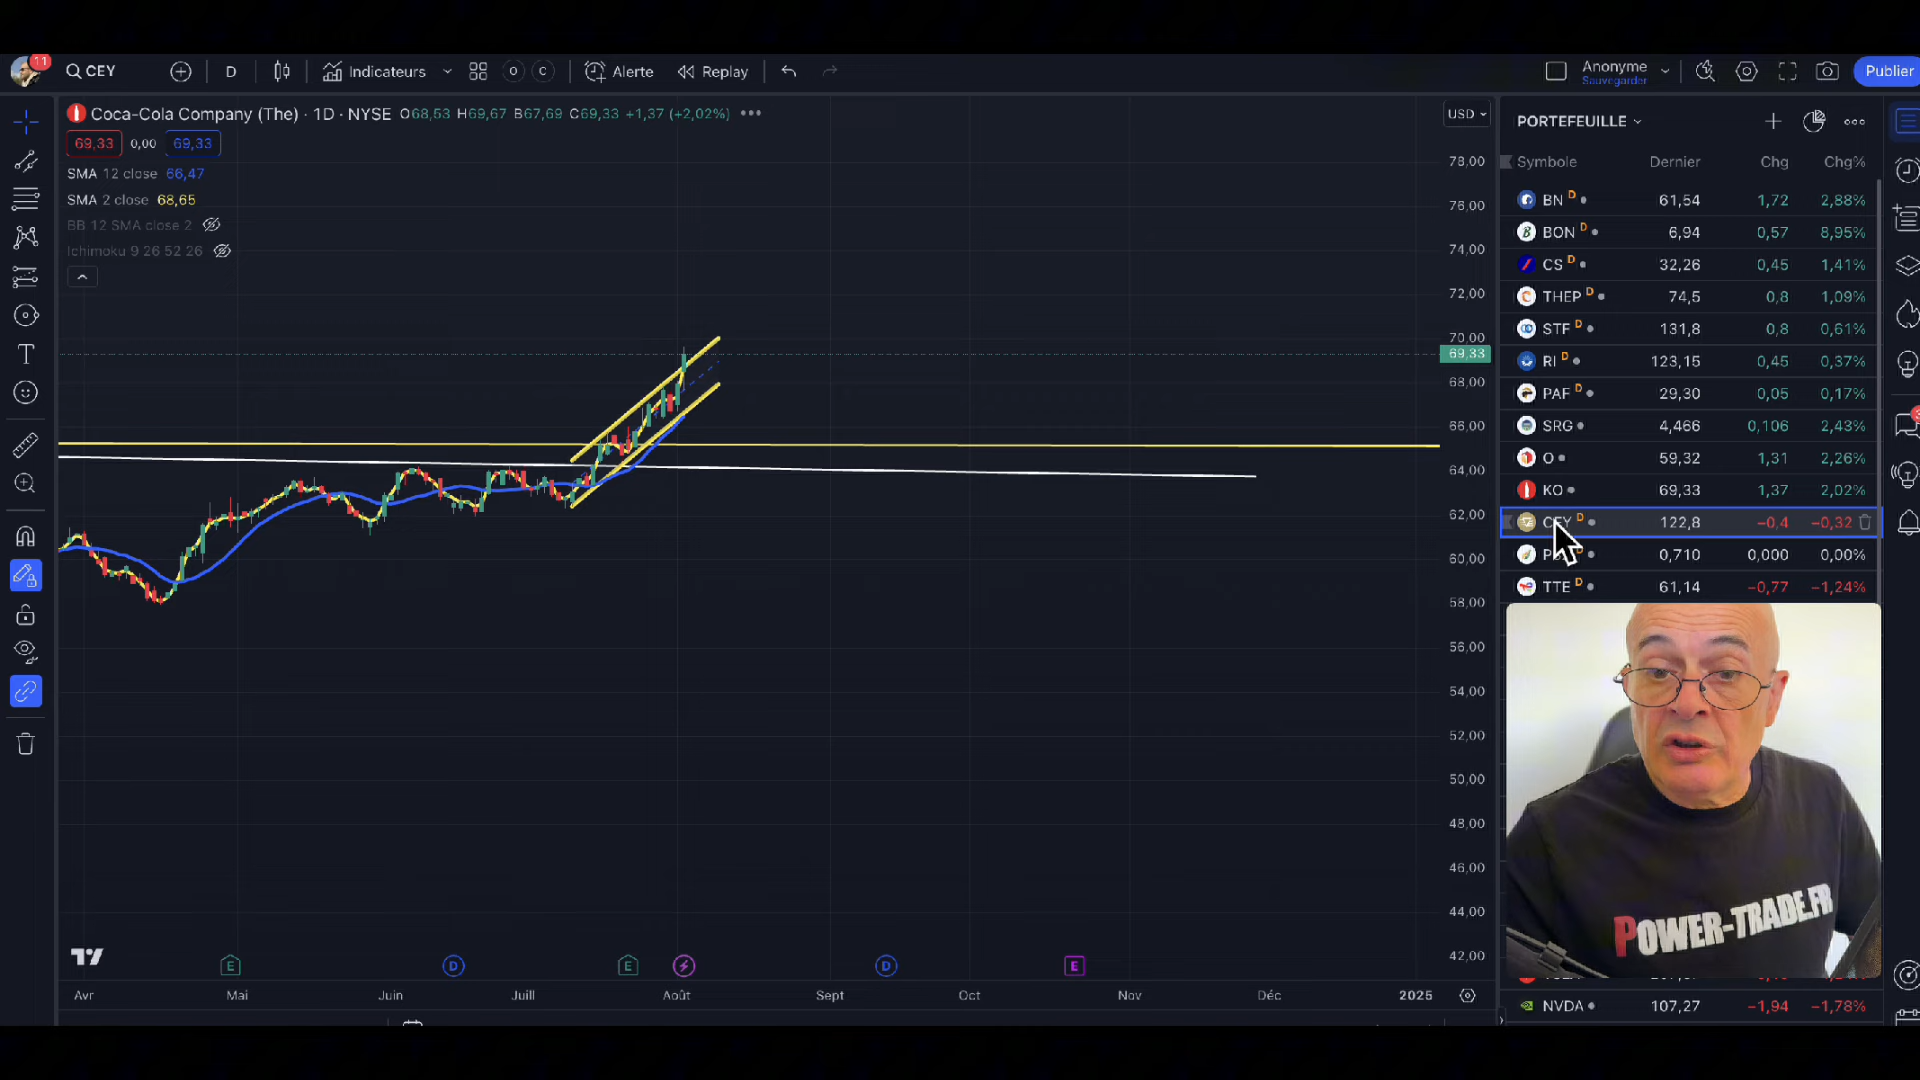 11
CEY
D
Indicateurs
Alerte
Replay
Anonyme
Sauvegarder
Publier
Coca-Cola Company (The) · 1D · NYSE O68,53 H69,67 B67,69 C69,33 +1,37 (+2,02%)
69,33 0,00 69,33
SMA 12 close 66,47
SMA 2 close 68,65
BB 12 SMA close 2
Ichimoku 9 26 52 26
USD
78,00
76,00
74,00
72,00
70,00
69,33
68,00
66,00
64,00
62,00
60,00
58,00
56,00
54,00
52,00
50,00
48,00
46,00
44,00
42,00
E D E D E
Avr Mai Juin Juill Août Sept Oct Nov Déc 2025
PORTEFEUILLE
Symbole Dernier Chg Chg%
BN D 61,54 1,72 2,88%
BON D 6,94 0,57 8,95%
CS D 32,26 0,45 1,41%
THEP D 74,5 0,8 1,09%
STF D 131,8 0,8 0,61%
RI D 123,15 0,45 0,37%
PAF D 29,30 0,05 0,17%
SRG 4,466 0,106 2,43%
O 59,32 1,31 2,26%
KO 69,33 1,37 2,02%
CEY D 122,8 −0,4 −0,32
0,710 0,000 0,00%
TTE D 61,14 −0,77 −1,24%
POWER-TRADE.FR
NVDA 107,27 −1,94 −1,78%